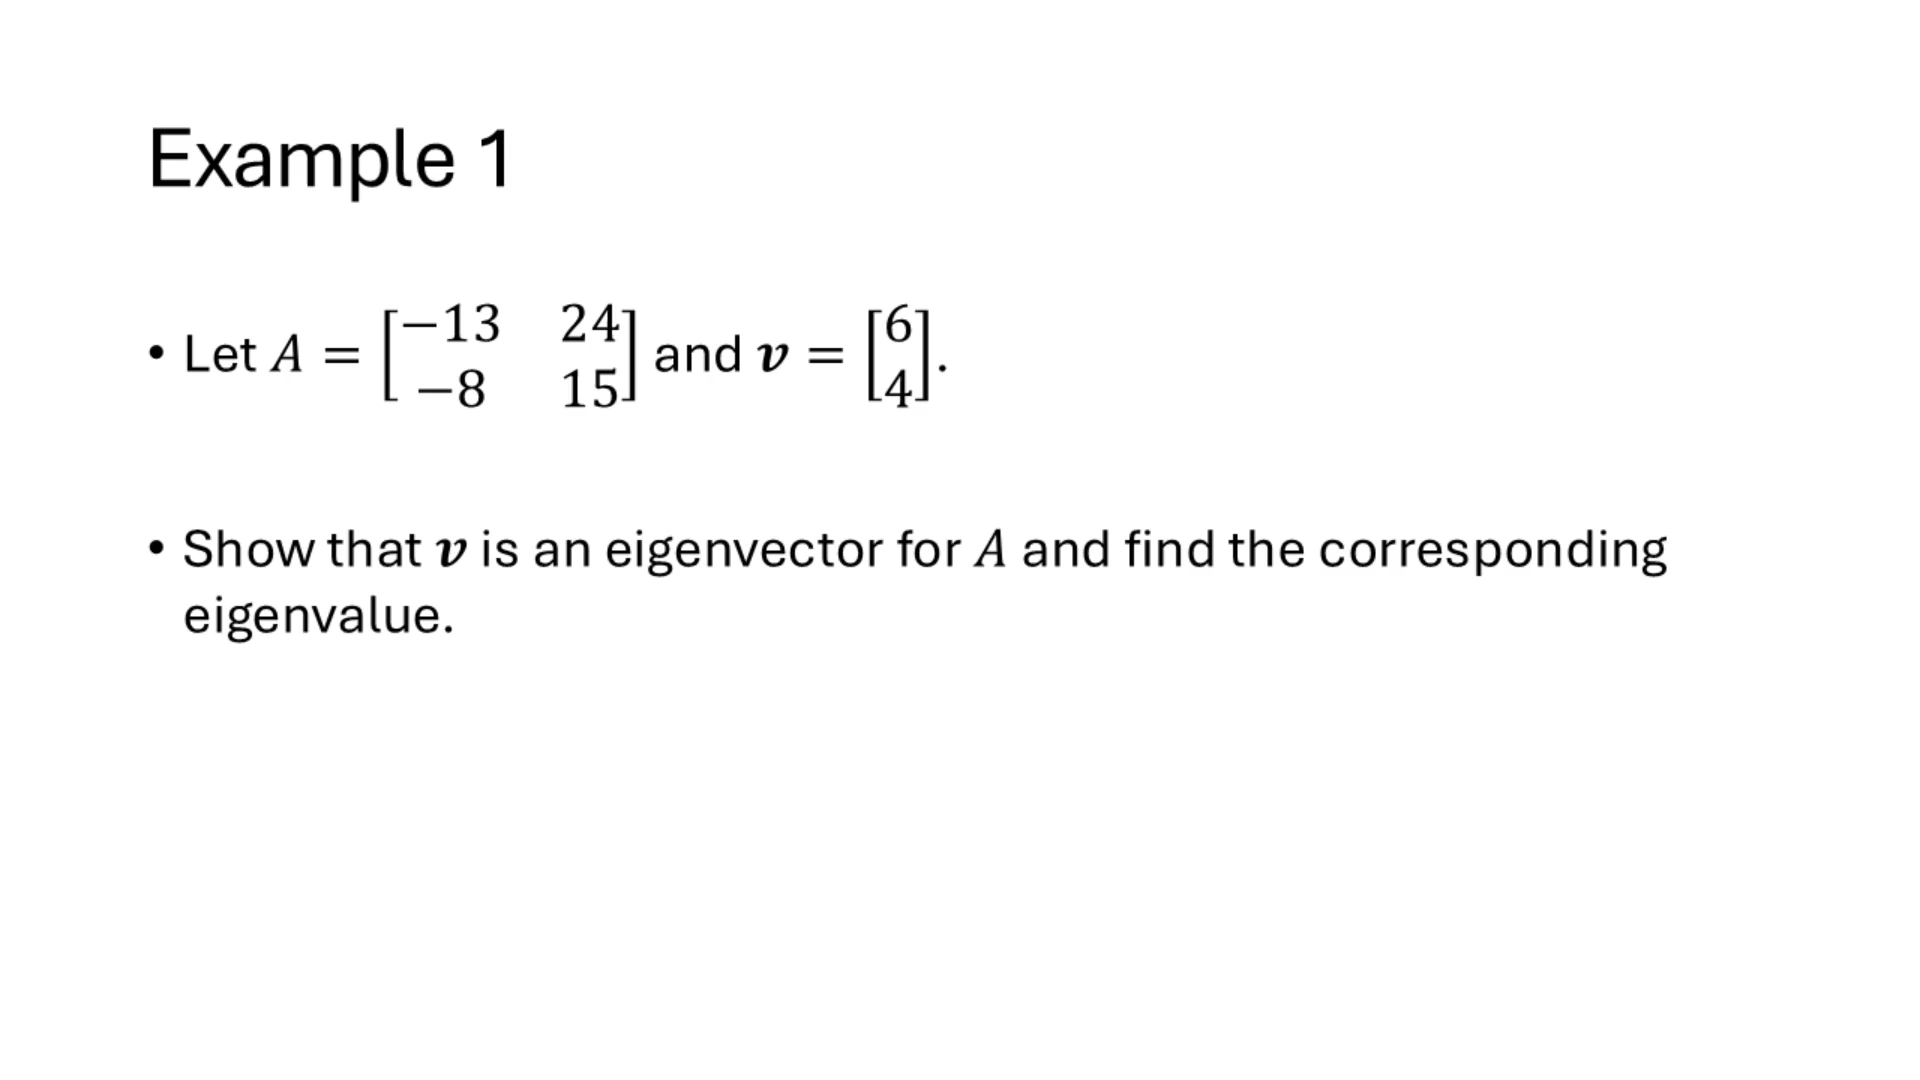 Example 1
• Let A = [−13 24; −8 15] and v = [6; 4].
• Show that v is an eigenvector for A and find the corresponding
eigenvalue.